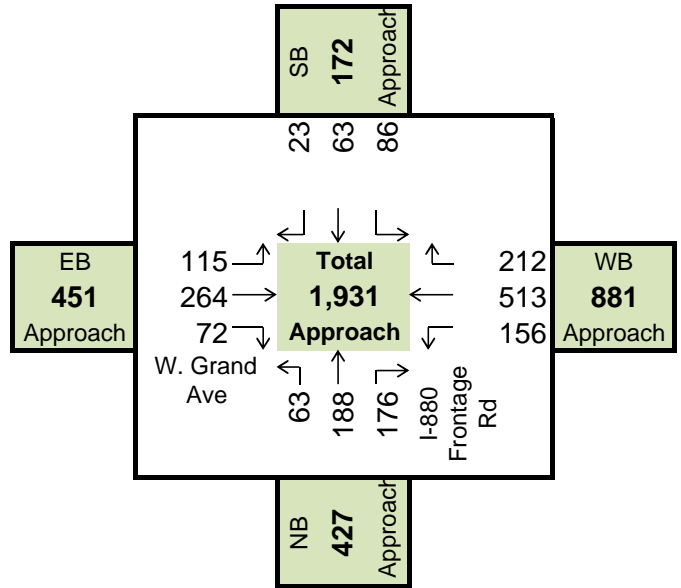 SB
172
Approach
23
63
86
EB
451
Approach
115
264
72
Total
1,931
Approach
212
513
156
WB
881
Approach
W. Grand
Ave
63
188
176
I-880
Frontage
Rd
NB
427
Approach